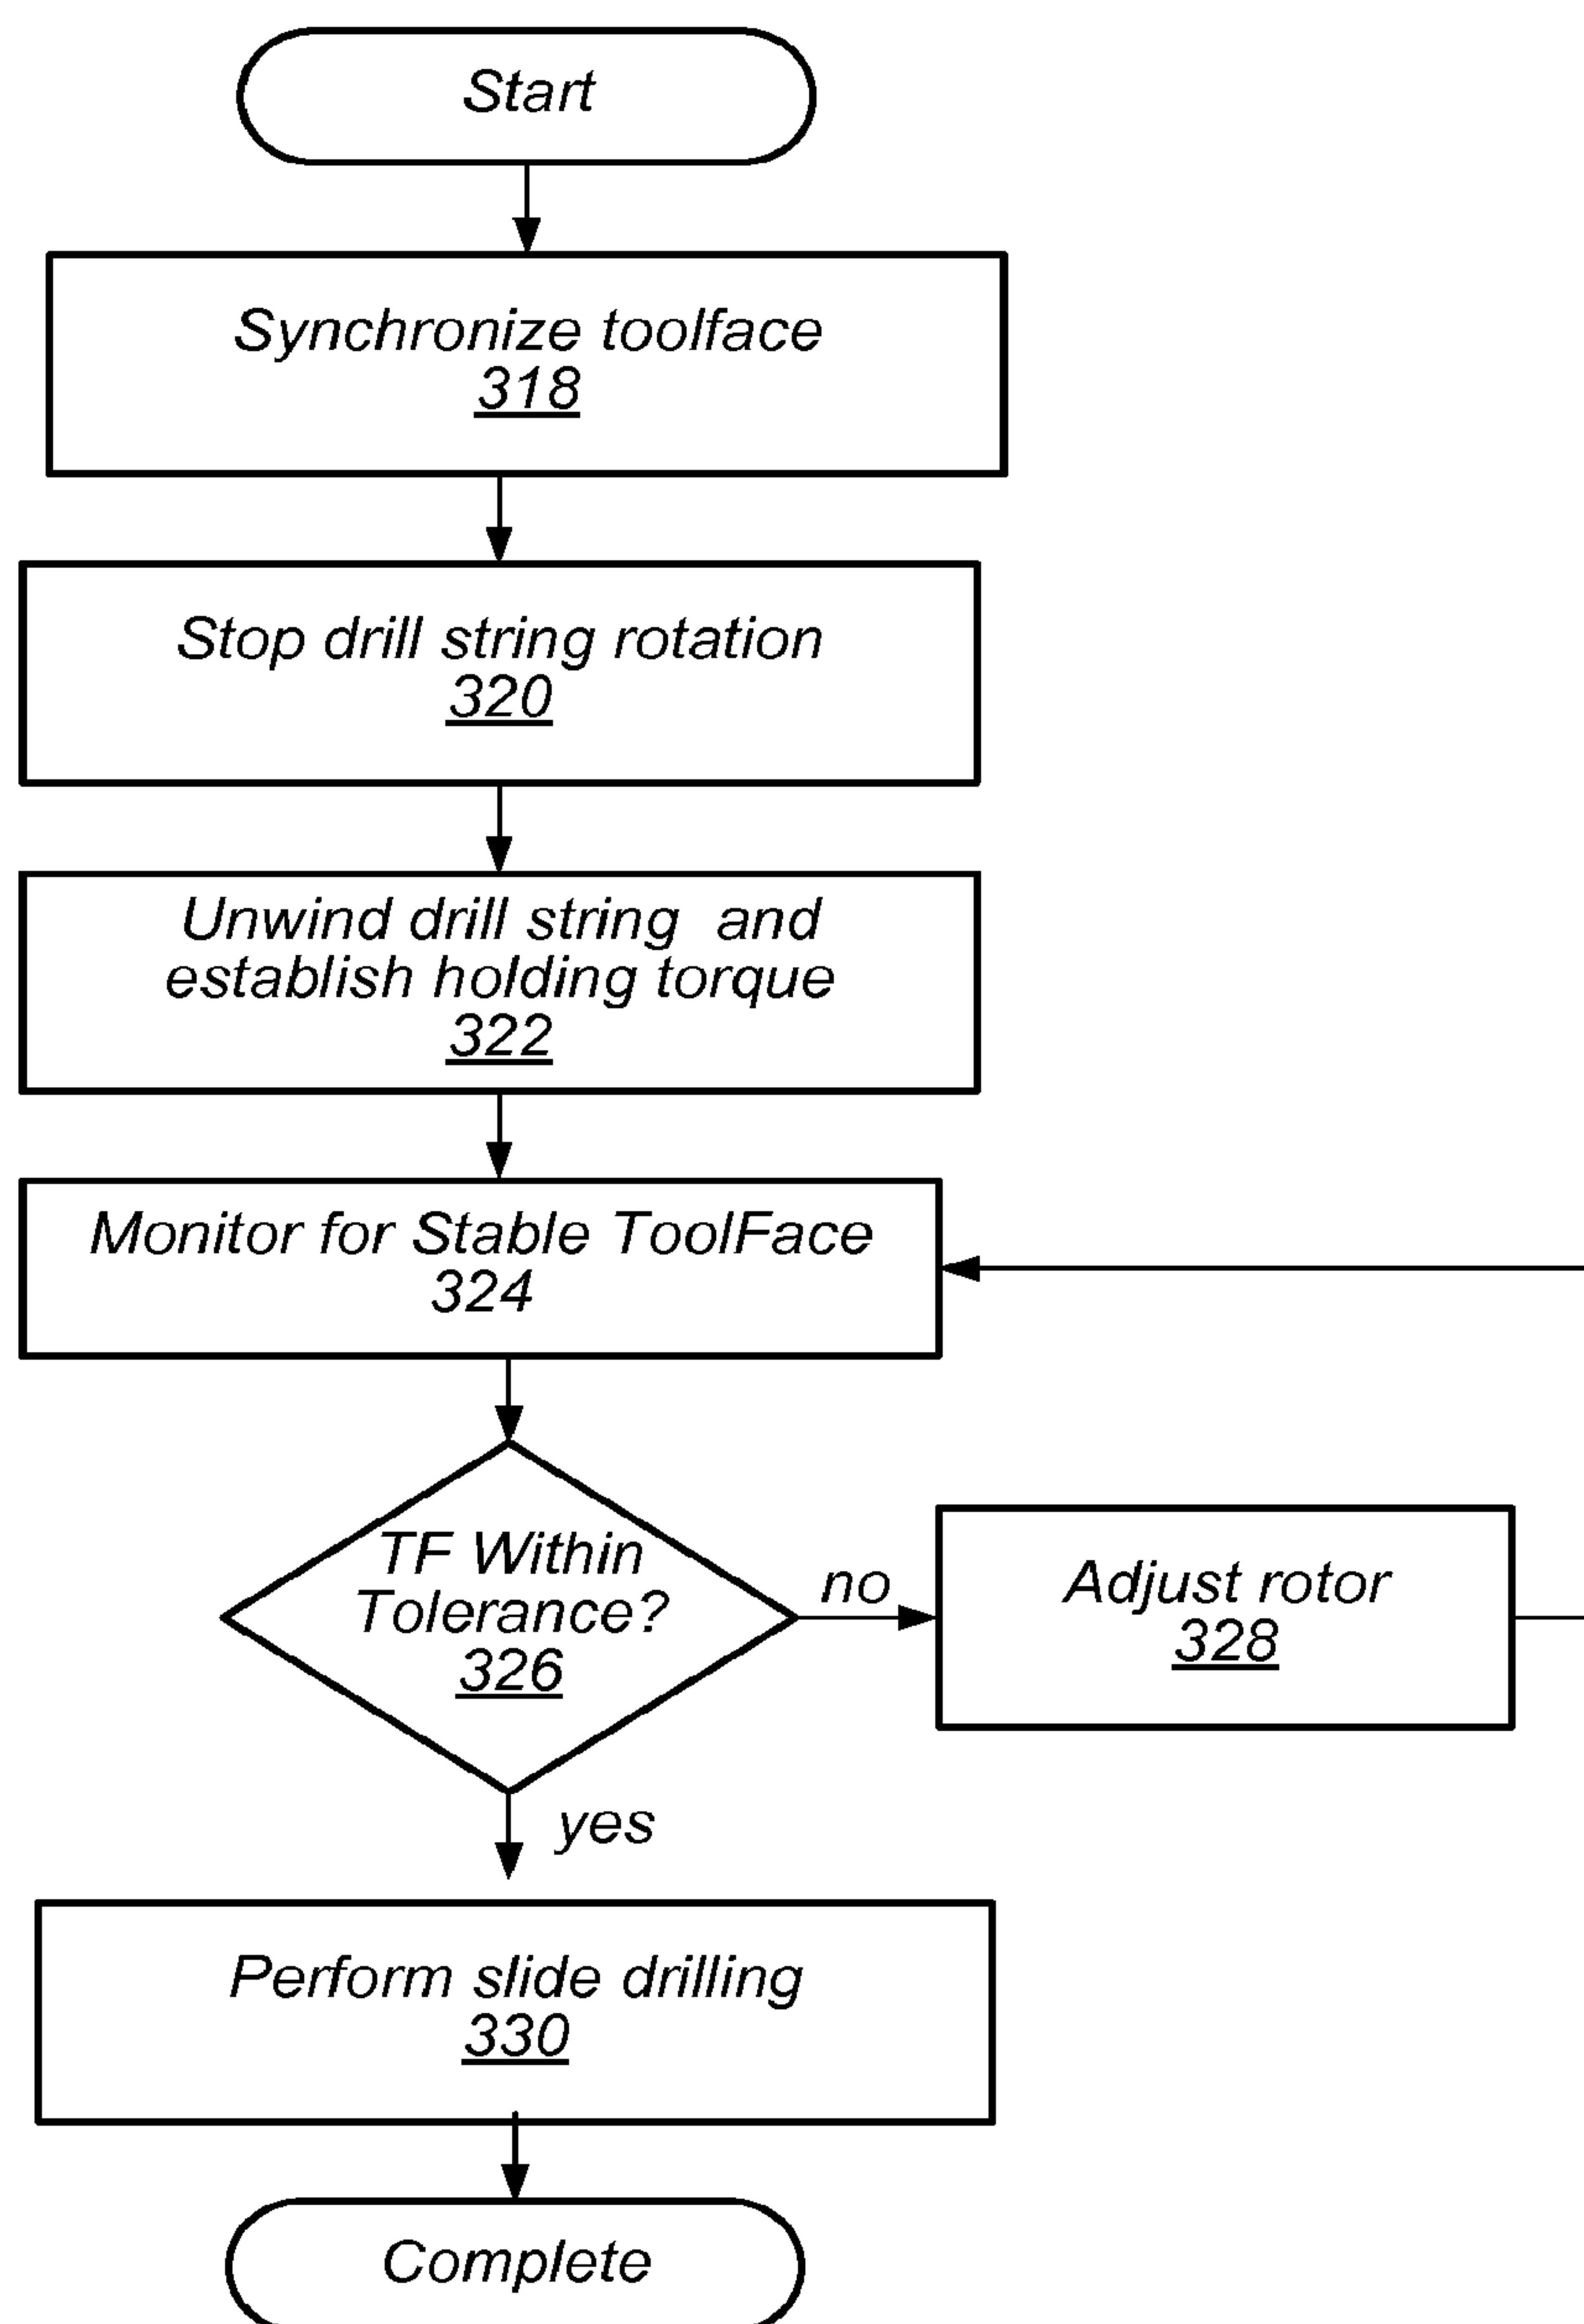 Start
Synchronize toolface
318
Stop drill string rotation
320
Unwind drill string and
establish holding torque
322
Monitor for Stable ToolFace
324
TF Within
Tolerance?
326
no
Adjust rotor
328
yes
Perform slide drilling
330
Complete